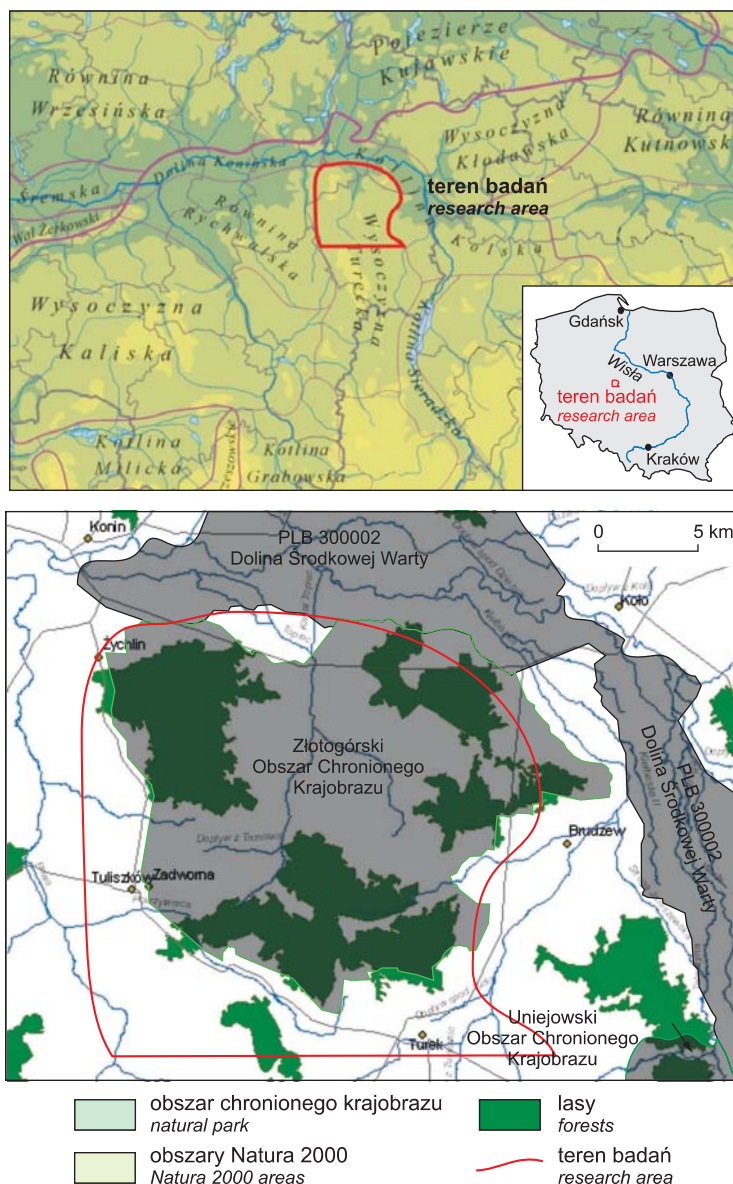 Pojezierze
Kujawskie
Równina
Wrzesińska
Wysoczyzna
Kłodawska
Równina
Kutnowsk
Dolina Konińska
Kotlina
teren badań
research area
Śremska
Wał Żerkowski
Równina
Rychwalska
Wysoczyzna
Turecka
Kolska
Wysoczyzna
Kaliska
Kotlina Sieradzka
Kotlina
Milicka
Kotlina
Grabowska
Gdańsk
Wisła
Warszawa
teren badań
research area
Kraków
Konin
PLB 300002
Dolina Środkowej Warty
0 5 km
Koło
Topiec
Żychlin
Złotogórski
Obszar Chronionego
Krajobrazu
PLB 300002
Dolina Środkowej Warty
Brudzew
Tuliszków
Zadworna
Uniejowski
Obszar Chronionego
Krajobrazu
Turek
obszar chronionego krajobrazu
natural park
lasy
forests
obszary Natura 2000
Natura 2000 areas
teren badań
research area